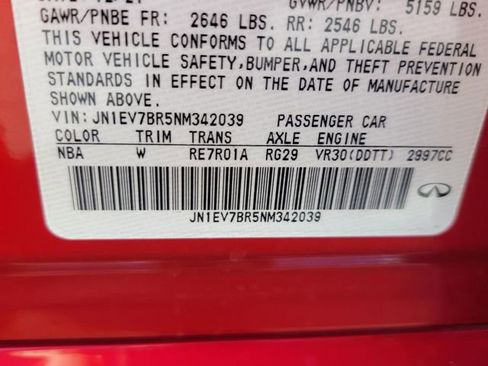 GVWR/PNBV: 5159 LBS.
GAWR/PNBE FR: 2646 LBS. RR: 2546 LBS.
THIS VEHICLE CONFORMS TO ALL APPLICABLE FEDERAL
MOTOR VEHICLE SAFETY,BUMPER,AND THEFT PREVENTION
STANDARDS IN EFFECT ON THE DATE OF MANUFACTURE
SHOWN ABOVE.
VIN: JN1EV7BR5NM342039 PASSENGER CAR
COLOR TRIM TRANS AXLE ENGINE
NBA W RE7R01A RG29 VR30(DDTT) 2997CC
JN1EV7BR5NM342039